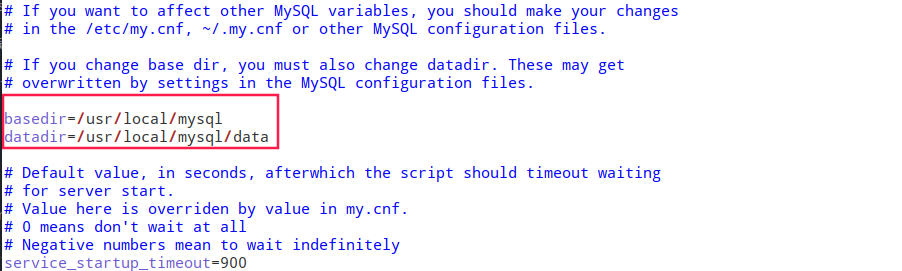 # If you want to affect other MySQL variables, you should make your changes
# in the /etc/my.cnf, ~/.my.cnf or other MySQL configuration files.
# If you change base dir, you must also change datadir. These may get
# overwritten by settings in the MySQL configuration files.
basedir=/usr/local/mysql
datadir=/usr/local/mysql/data
# Default value, in seconds, afterwhich the script should timeout waiting
# for server start.
# Value here is overriden by value in my.cnf.
# 0 means don't wait at all
# Negative numbers mean to wait indefinitely
service_startup_timeout=900